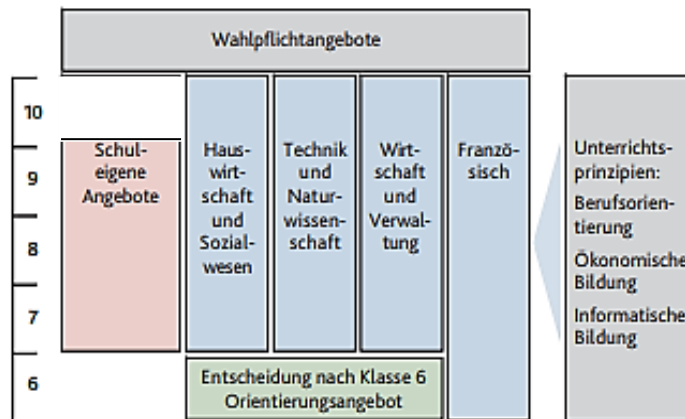 Wahlpflichtangebote
10
9
8
7
6
Schul-
eigene
Angebote
Haus-
wirt-
schaft
und
Sozial-
wesen
Technik
und
Natur-
wissen-
schaft
Wirt-
schaft
und
Verwal-
tung
Franzö-
sisch
Entscheidung nach Klasse 6
Orientierungsangebot
Unterrichts-
prinzipien:
Berufsorien-
tierung
Ökonomische
Bildung
Informatische
Bildung